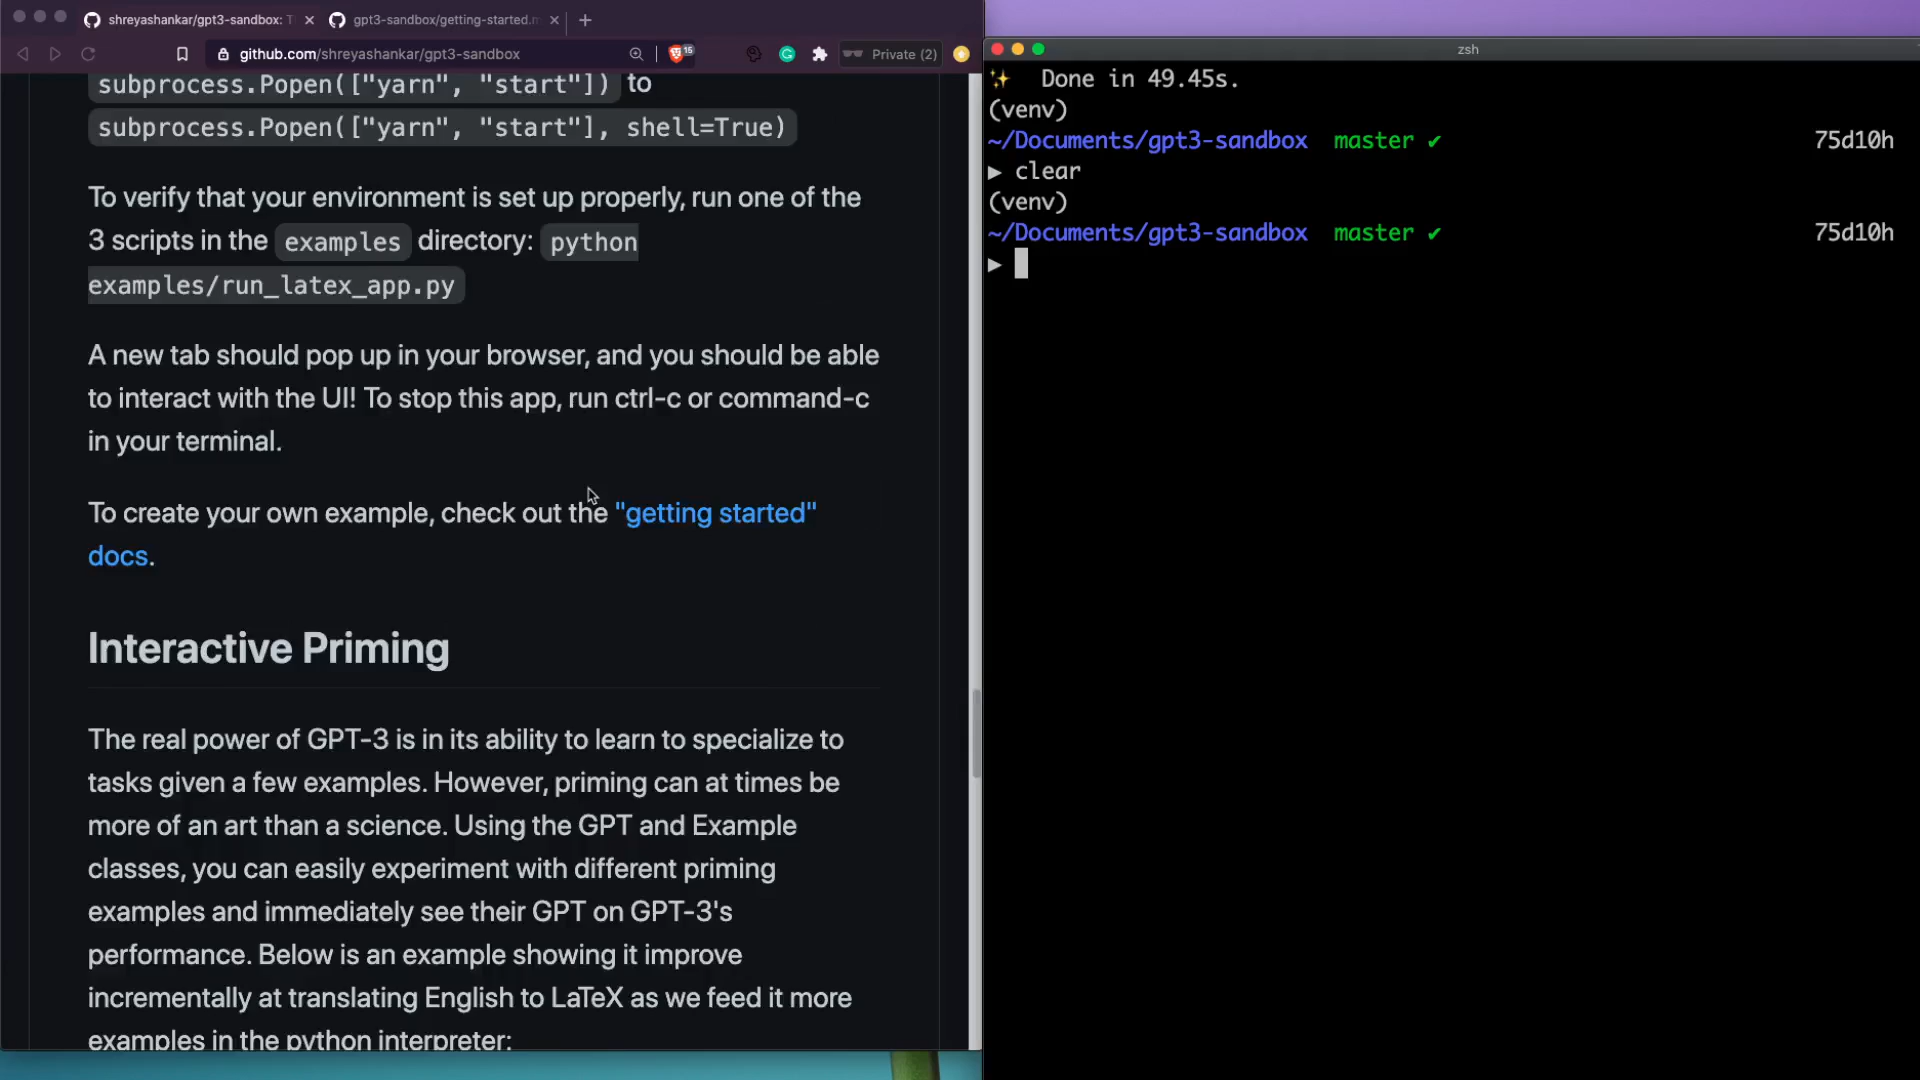 shreyashankar/gpt3-sandbox: T
gpt3-sandbox/getting-started.m
github.com/shreyashankar/gpt3-sandbox
15
Private (2)
subprocess.Popen(["yarn", "start"]) to
subprocess.Popen(["yarn", "start"], shell=True)
To verify that your environment is set up properly, run one of the
3 scripts in the examples directory: python
examples/run_latex_app.py
A new tab should pop up in your browser, and you should be able
to interact with the UI! To stop this app, run ctrl-c or command-c
in your terminal.
To create your own example, check out the "getting started"
docs.
Interactive Priming
The real power of GPT-3 is in its ability to learn to specialize to
tasks given a few examples. However, priming can at times be
more of an art than a science. Using the GPT and Example
classes, you can easily experiment with different priming
examples and immediately see their GPT on GPT-3's
performance. Below is an example showing it improve
incrementally at translating English to LaTeX as we feed it more
examples in the python interpreter:
zsh
✨ Done in 49.45s.
(venv)
~/Documents/gpt3-sandbox master ✔ 75d10h
▶ clear
(venv)
~/Documents/gpt3-sandbox master ✔ 75d10h
▶